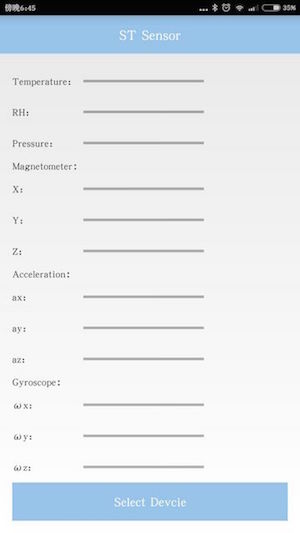 傍晚6:45
35%
ST Sensor
Temperature:
RH:
Pressure:
Magnetometer:
X:
Y:
Z:
Acceleration:
ax:
ay:
az:
Gyroscope:
ωx:
ωy:
ωz:
Select Devcie